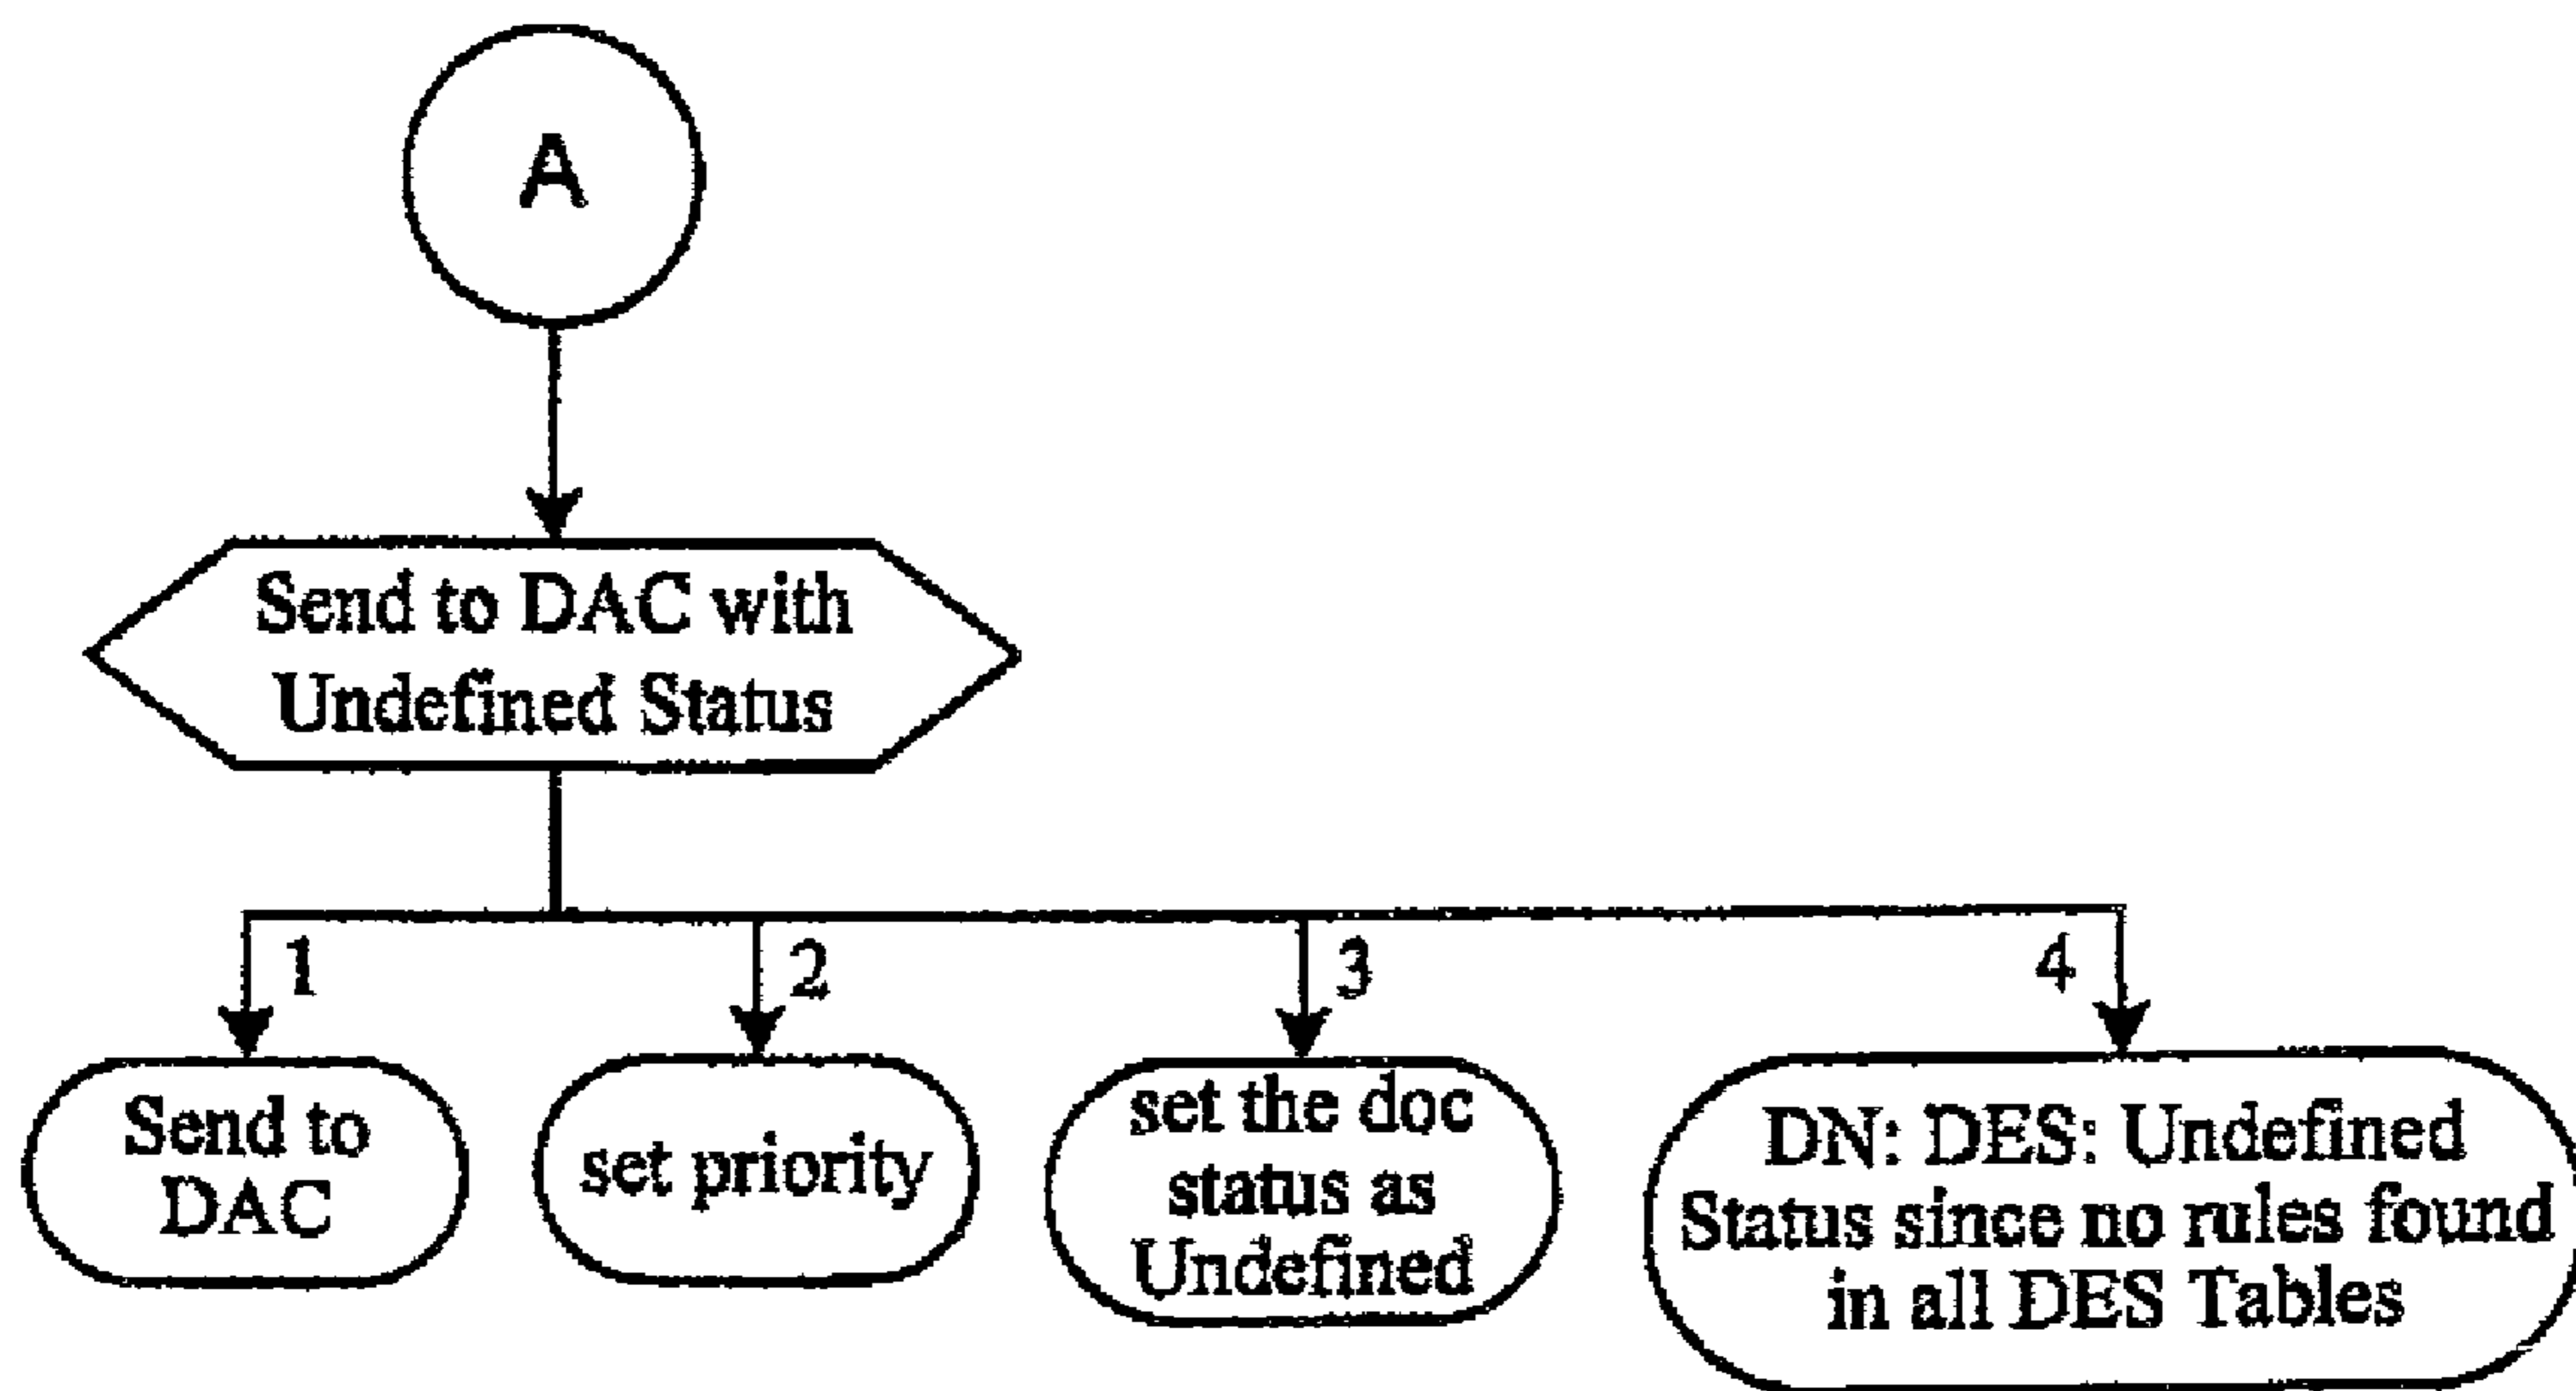 A
Send to DAC with
Undefined Status
1
2
3
4
Send to
DAC
set priority
set the doc
status as
Undefined
DN: DES: Undefined
Status since no rules found
in all DES Tables